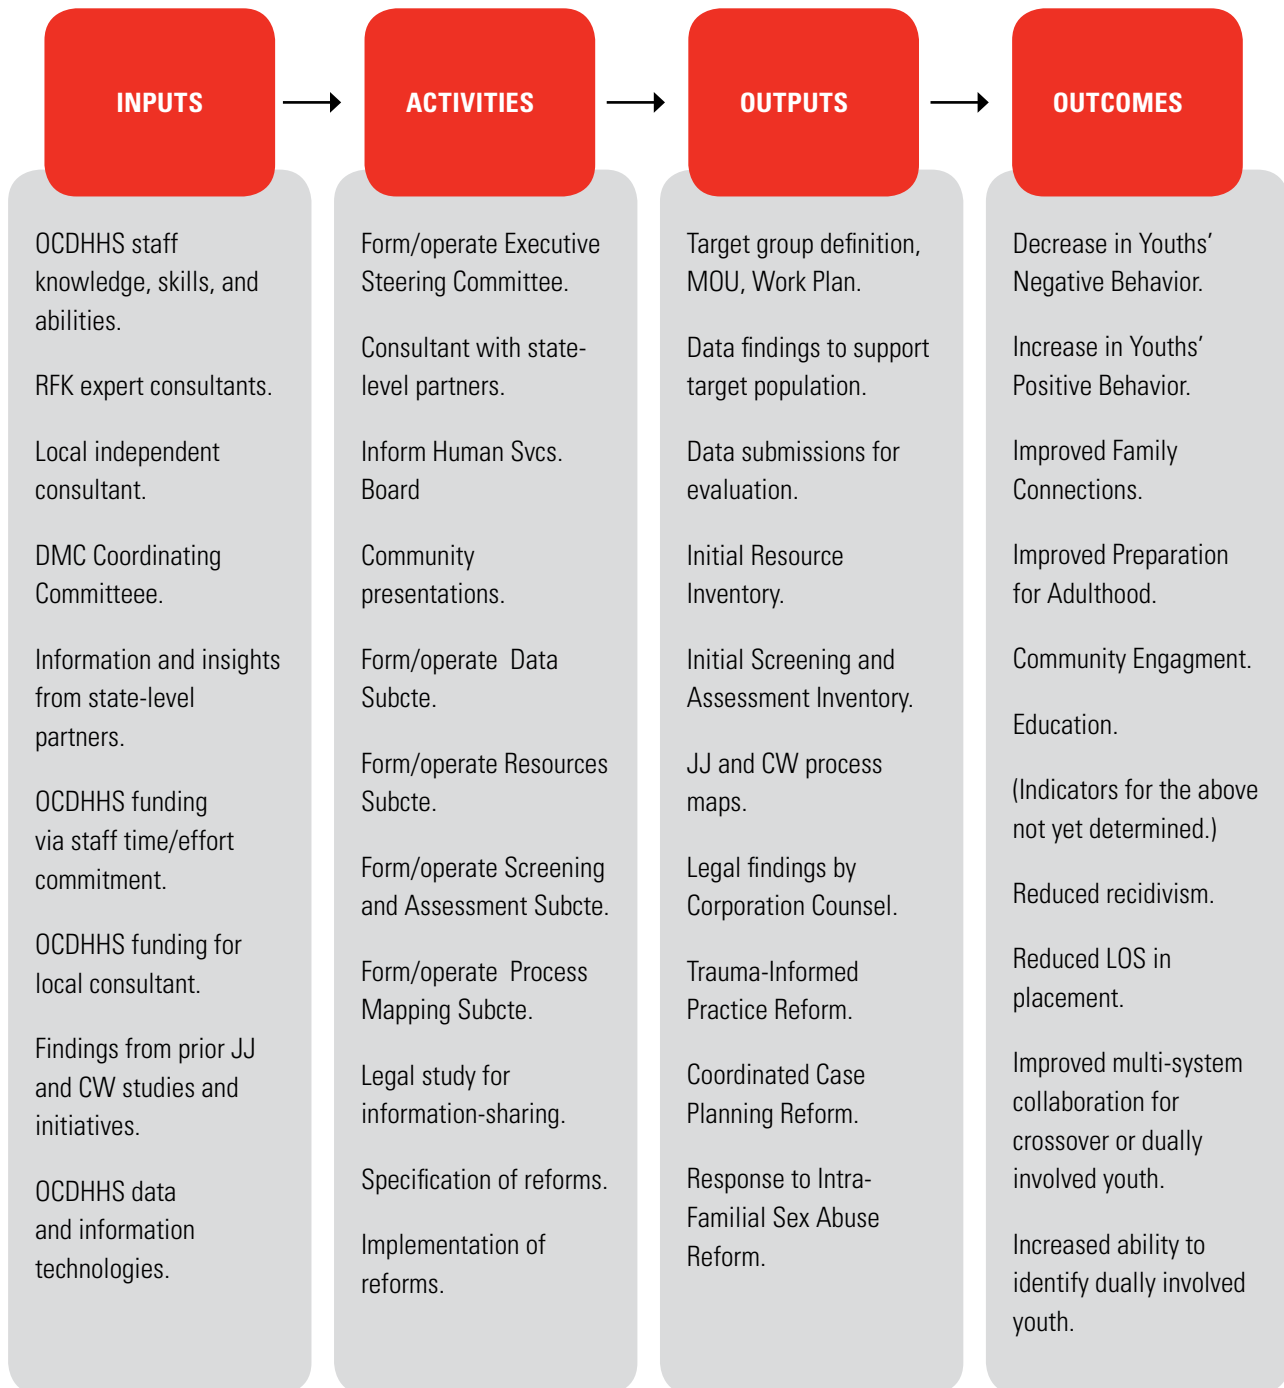 INPUTS
ACTIVITIES
OUTPUTS
OUTCOMES
OCDHHS staff
knowledge, skills, and
abilities.
RFK expert consultants.
Local independent
consultant.
DMC Coordinating
Committeee.
Information and insights
from state-level
partners.
OCDHHS funding
via staff time/effort
commitment.
OCDHHS funding for
local consultant.
Findings from prior JJ
and CW studies and
initiatives.
OCDHHS data
and information
technologies.
Form/operate Executive
Steering Committee.
Consultant with state-
level partners.
Inform Human Svcs.
Board
Community
presentations.
Form/operate Data
Subcte.
Form/operate Resources
Subcte.
Form/operate Screening
and Assessment Subcte.
Form/operate Process
Mapping Subcte.
Legal study for
information-sharing.
Specification of reforms.
Implementation of
reforms.
Target group definition,
MOU, Work Plan.
Data findings to support
target population.
Data submissions for
evaluation.
Initial Resource
Inventory.
Initial Screening and
Assessment Inventory.
JJ and CW process
maps.
Legal findings by
Corporation Counsel.
Trauma-Informed
Practice Reform.
Coordinated Case
Planning Reform.
Response to Intra-
Familial Sex Abuse
Reform.
Decrease in Youths’
Negative Behavior.
Increase in Youths’
Positive Behavior.
Improved Family
Connections.
Improved Preparation
for Adulthood.
Community Engagment.
Education.
(Indicators for the above
not yet determined.)
Reduced recidivism.
Reduced LOS in
placement.
Improved multi-system
collaboration for
crossover or dually
involved youth.
Increased ability to
identify dually involved
youth.